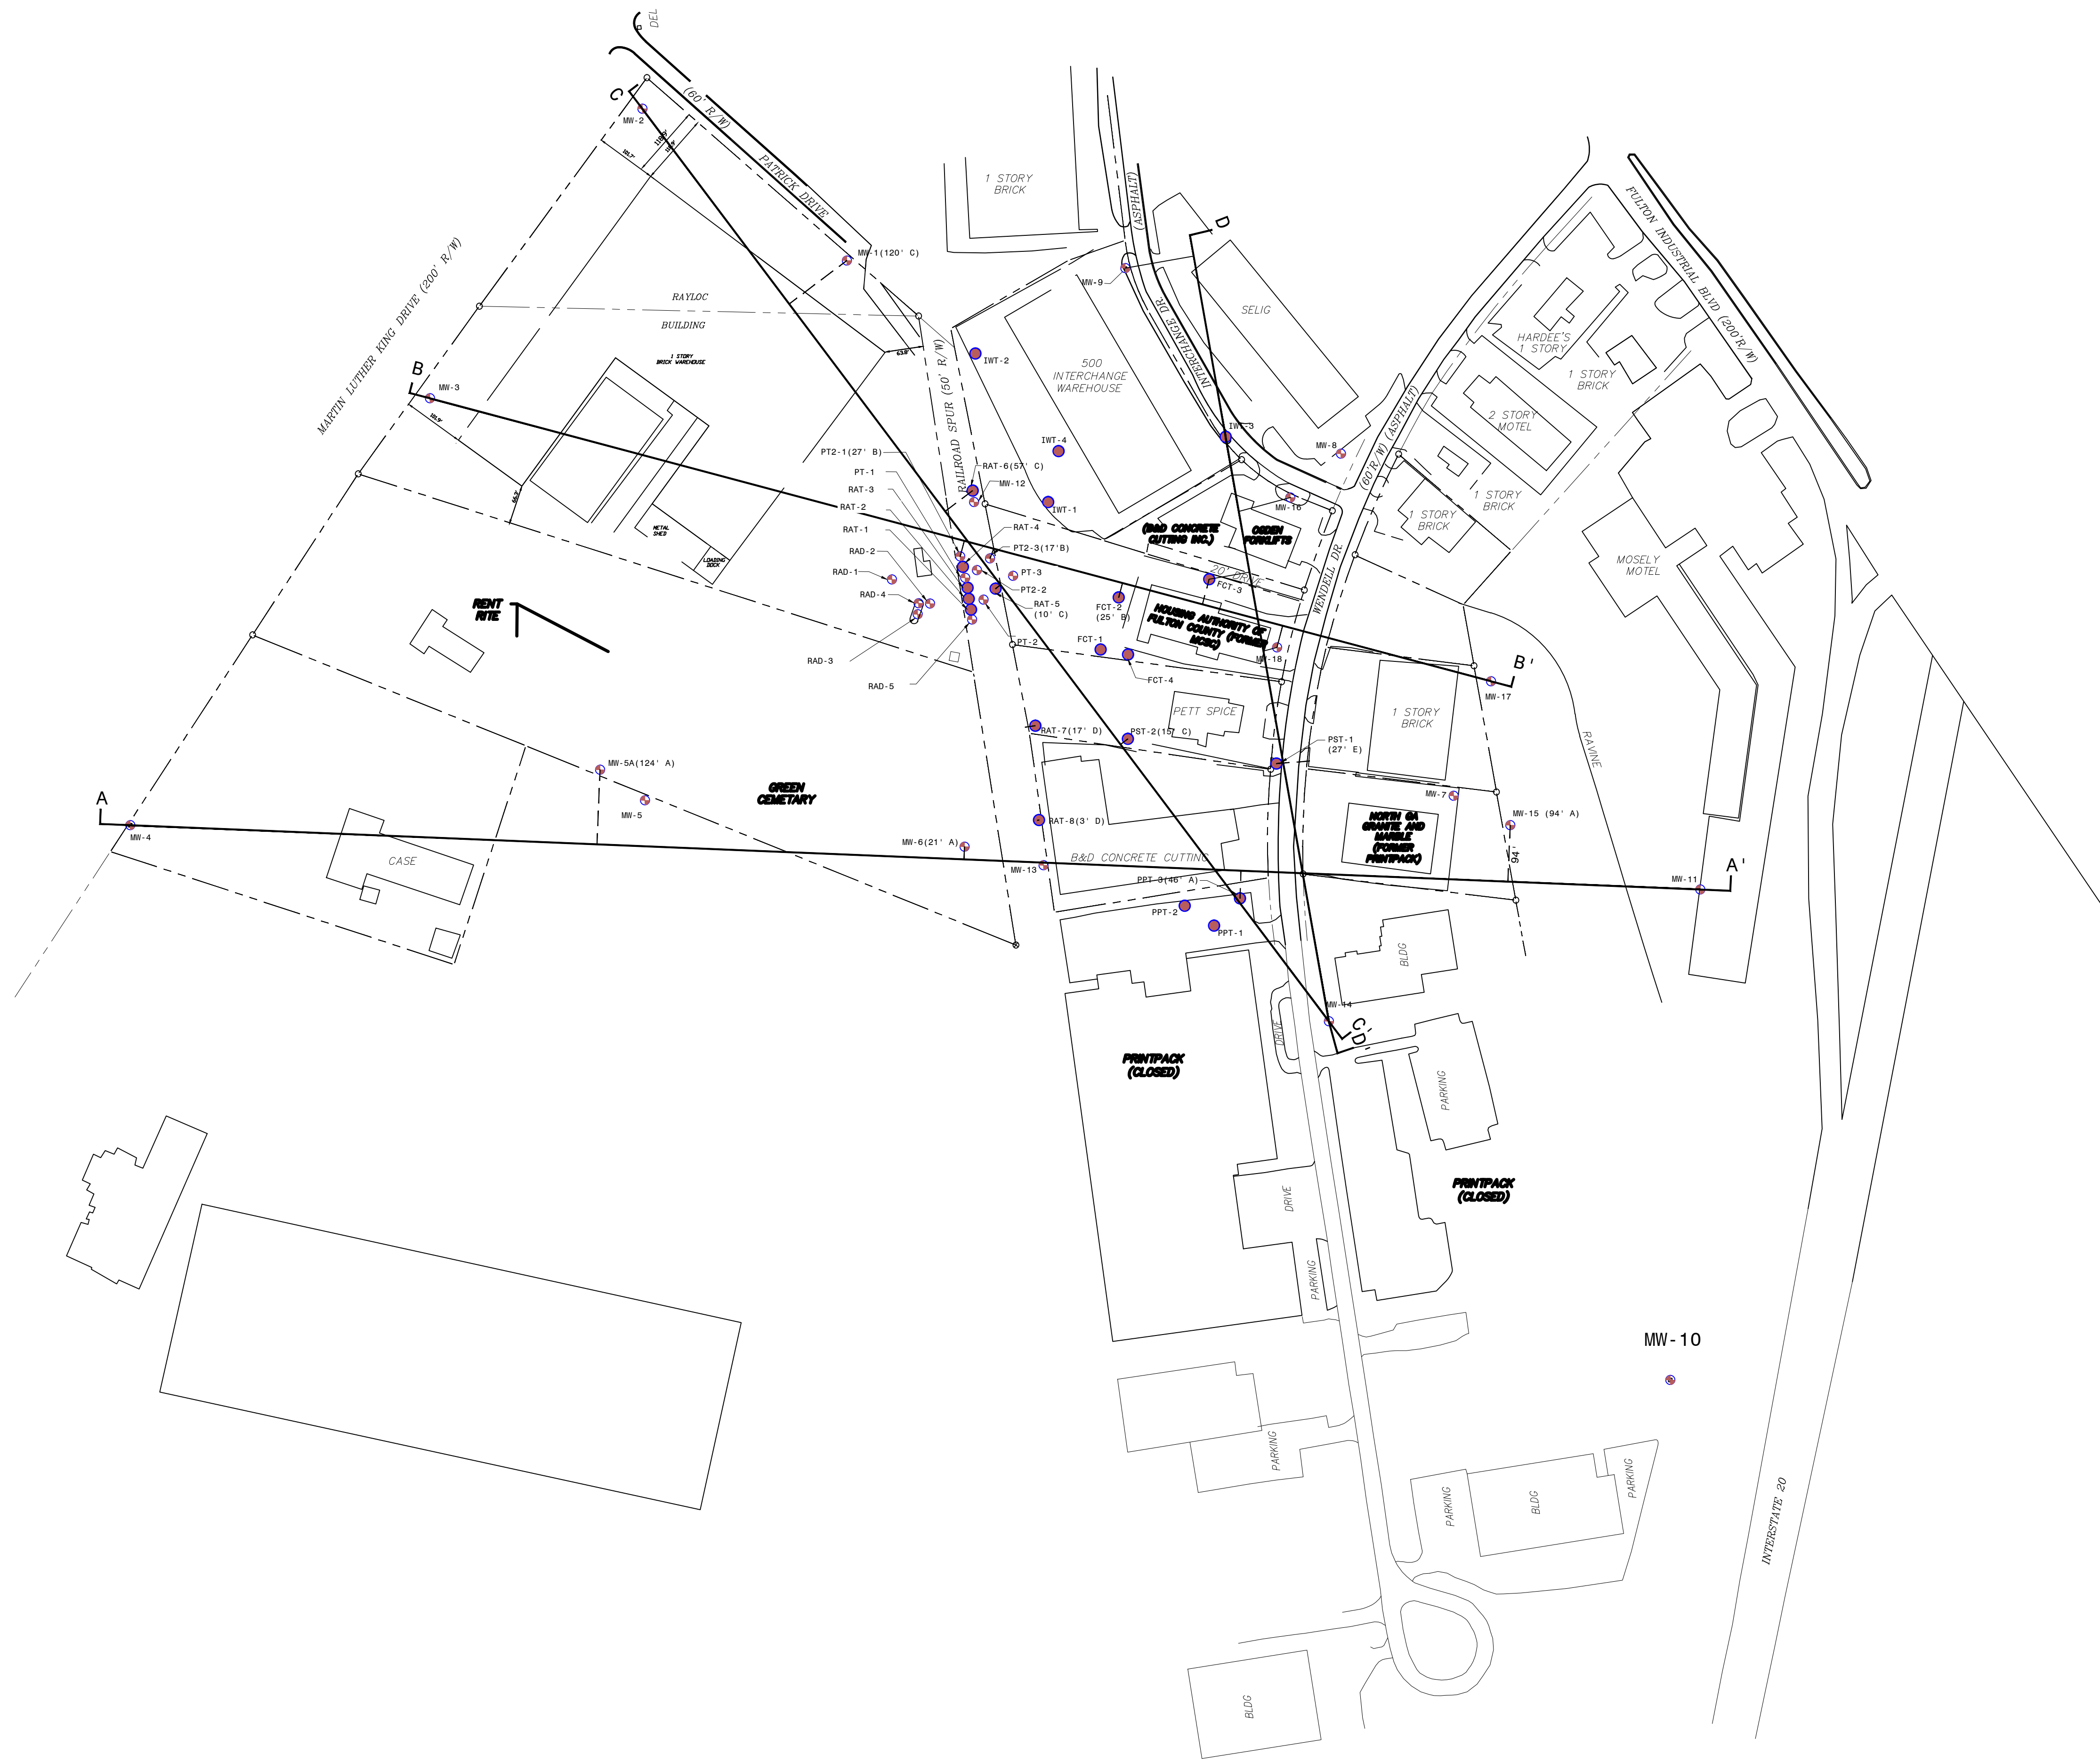 DEL
(60' R/W)
C
MW-2
PATRICK DRIVE
1 STORY
BRICK
(ASPHALT)
D
FULTON INDUSTRIAL BLVD (200'R/W)
MW-1(120' C)
MW-9
MARTIN LUTHER KING DRIVE (200' R/W)
RAYLOC
BUILDING
INTERCHANGE DR.
SELIG
HARDEE'S
1 STORY
1 STORY
BRICK
1 STORY
BRICK WAREHOUSE
63.8'
RAILROAD SPUR (50' R/W)
IWT-2
500
INTERCHANGE
WAREHOUSE
B
MW-3
2 STORY
MOTEL
IWT-3
IWT-4
MW-8
(60'R/W) (ASPHALT)
PT2-1(27' B)
PT-1
RAT-6(57' C)
MW-12
RAT-3
RAT-2
RAT-1
IWT-1
MW-16
1 STORY
BRICK
1 STORY
BRICK
METAL
SHED
LOADING
DOCK
RAT-4
PT2-3(17'B)
(B&D CONCRETE
CUTTING INC.)
OGDEN
FORKLIFTS
RAD-2
RAD-1
RAD-4
PT-3
PT2-2
RAT-5
(10' C)
20' DRIVE
FCT-3
FCT-2
(25' B)
WENDELL DR.
MOSELY
MOTEL
RENT
RITE
HOUSING AUTHORITY OF
FULTON COUNTY (FORMER
MCSC)
PT-2
FCT-1
MW-18
RAD-3
RAD-5
FCT-4
B'
MW-17
PETT SPICE
1 STORY
BRICK
RAT-7(17' D)
PST-2(15' C)
PST-1
(27' E)
RAVINE
MW-5A(124' A)
MW-5
GREEN
CEMETARY
A
MW-4
MW-7
MW-15 (94' A)
94'
RAT-8(3' D)
NORTH GA
GRANITE AND
MARBLE
(FORMER
PRINTPACK)
CASE
MW-6(21' A)
B&D CONCRETE CUTTING
MW-13
A'
MW-11
PPT-3(46' A)
PPT-2
PPT-1
BLDG
MW-14
C'
D'
DRIVE
PRINTPACK
(CLOSED)
PARKING
PRINTPACK
(CLOSED)
DRIVE
PARKING
MW-10
PARKING
PARKING
BLDG
PARKING
INTERSTATE 20
BLDG